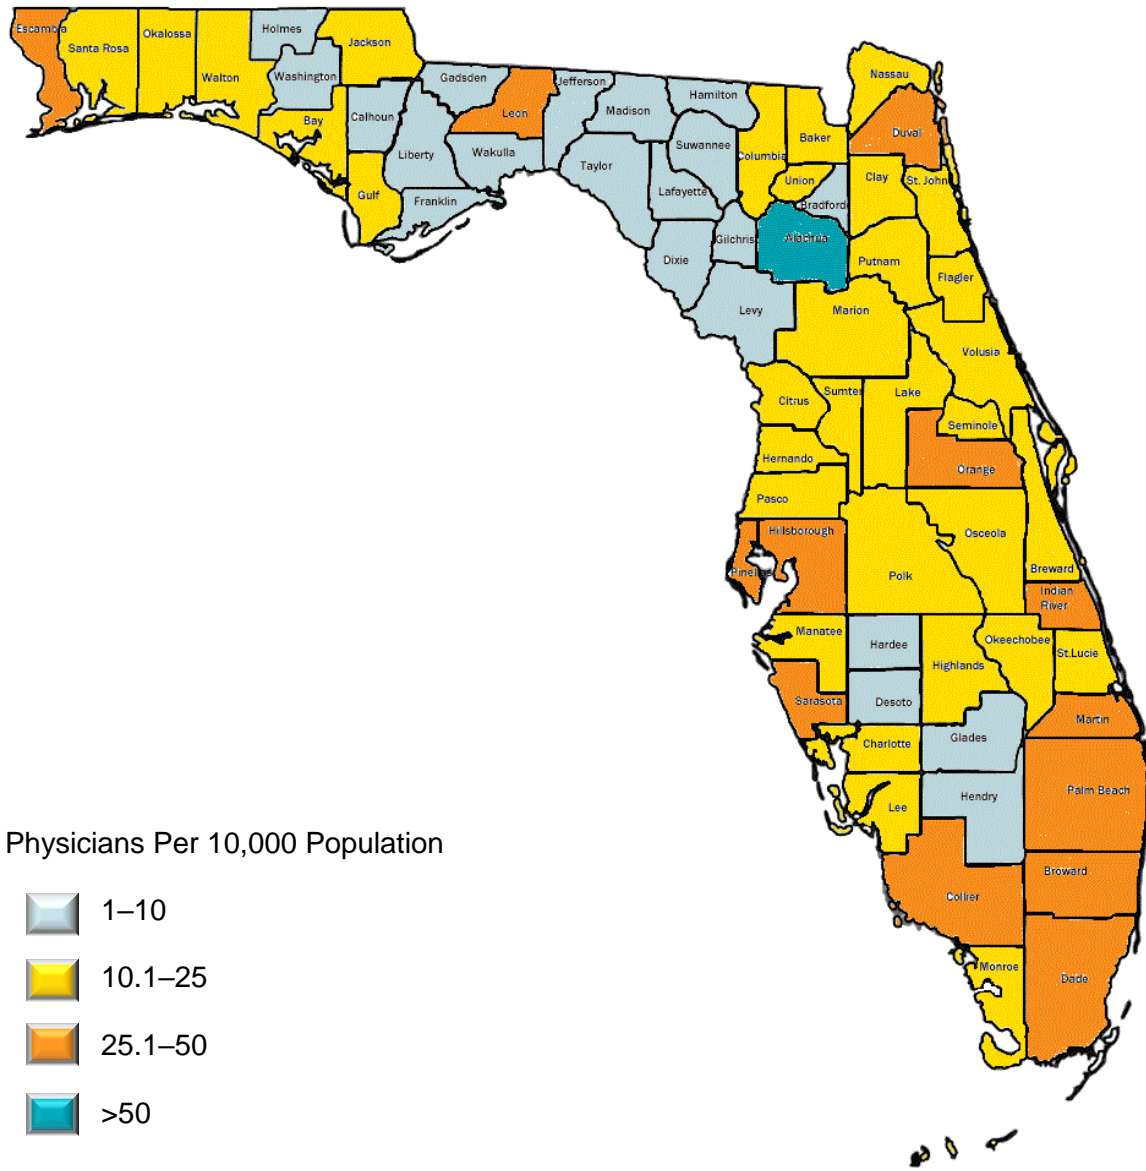 Escambia
Santa Rosa
Okalossa
Walton
Holmes
Washington
Jackson
Bay
Calhoun
Gulf
Liberty
Gadsden
Leon
Wakulla
Franklin
Jefferson
Madison
Taylor
Hamilton
Suwannee
Lafayette
Dixie
Columbia
Baker
Union
Bradford
Gilchris
Alachua
Levy
Nassau
Duval
Clay
St. John
Putnam
Flagler
Marion
Volusia
Citrus
Sumter
Lake
Seminole
Orange
Hernando
Pasco
Hillsborough
Pinellas
Polk
Osceola
Breward
Indian
River
Manatee
Hardee
Highlands
Okeechobee
St.Lucie
Sarasota
Desoto
Martin
Charlotte
Glades
Lee
Hendry
Palm Beach
Collier
Broward
Monroe
Dade
Physicians Per 10,000 Population
1–10
10.1–25
25.1–50
>50